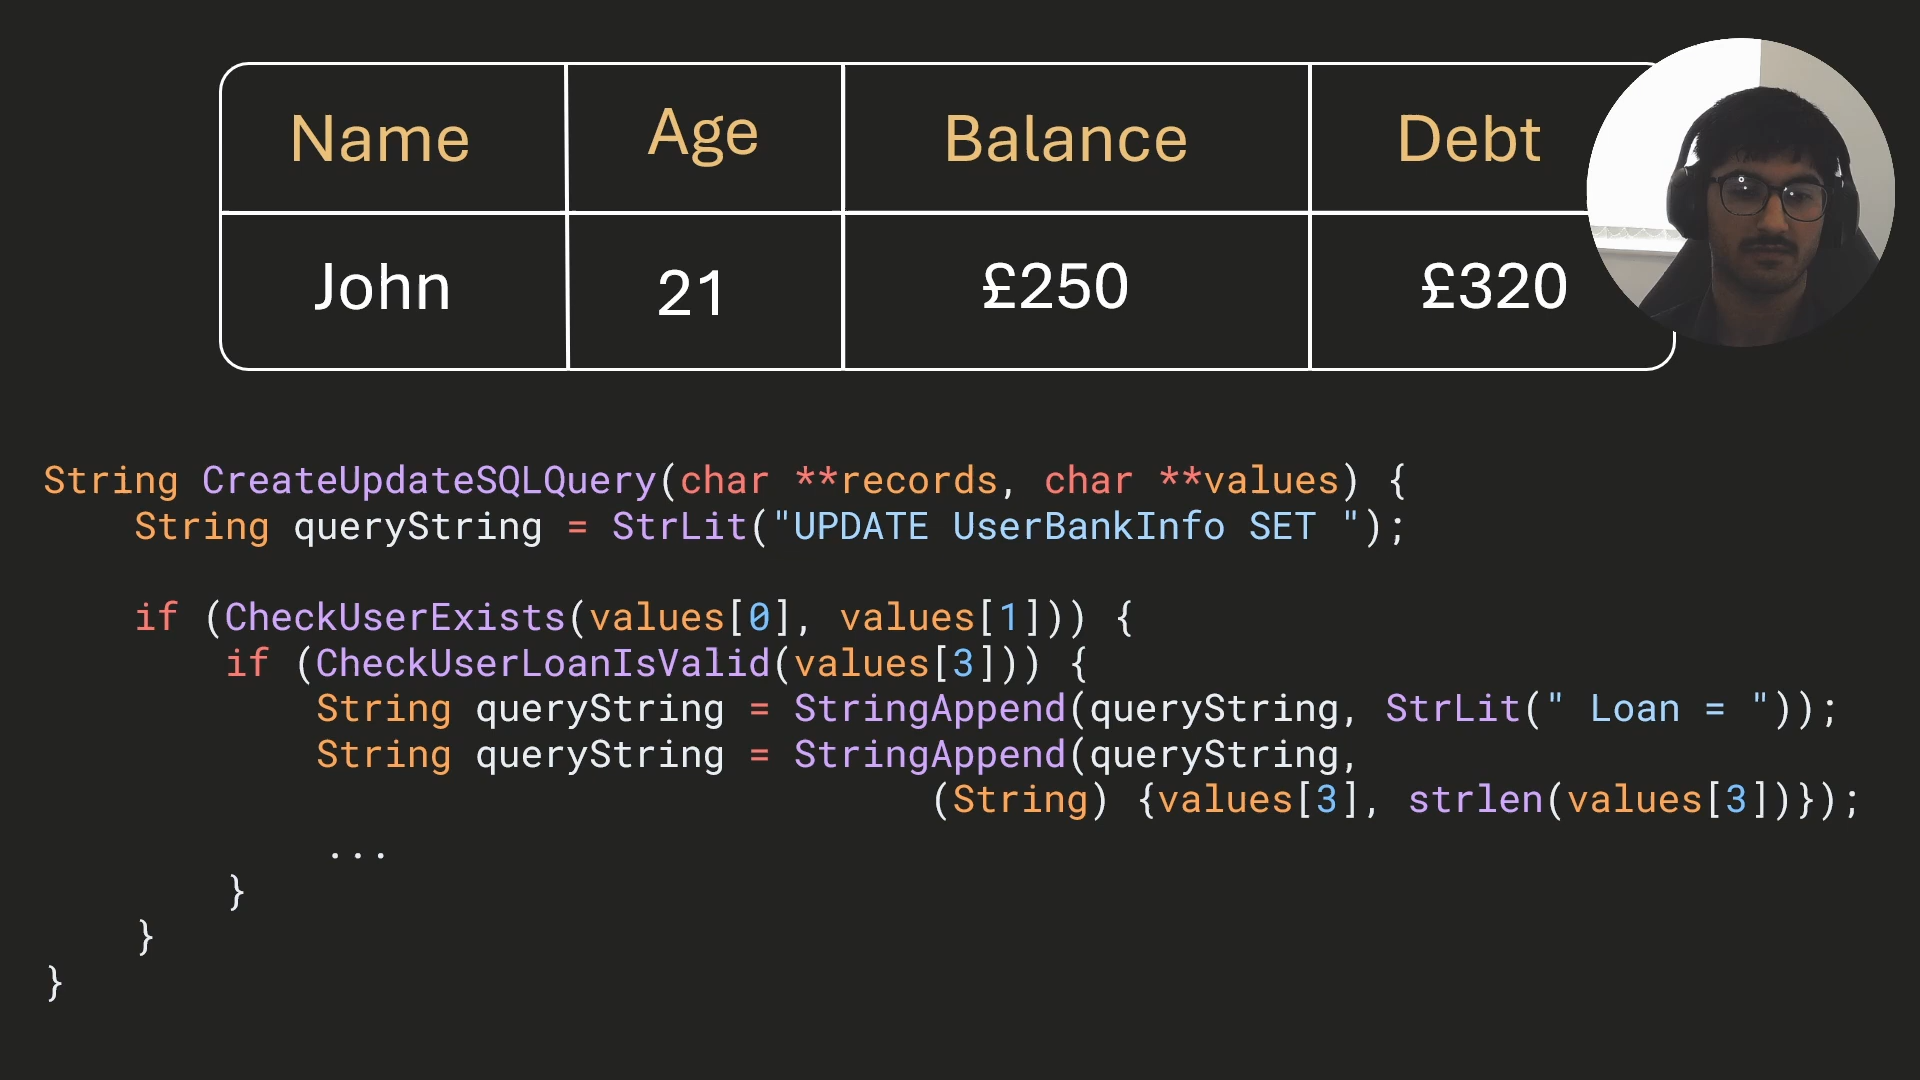 Name Age Balance Debt
John 21 £250 £320
String CreateUpdateSQLQuery(char **records, char **values) {
    String queryString = StrLit("UPDATE UserBankInfo SET ");
    if (CheckUserExists(values[0], values[1])) {
        if (CheckUserLoanIsValid(values[3])) {
            String queryString = StringAppend(queryString, StrLit(" Loan = "));
            String queryString = StringAppend(queryString,
                                       (String) {values[3], strlen(values[3])});
            ...
        }
    }
}